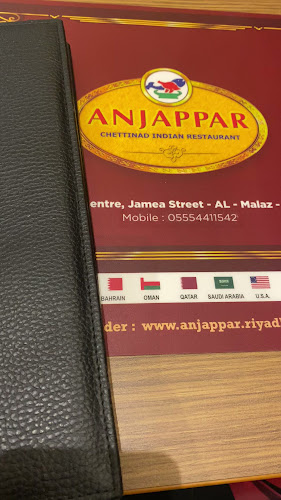 ANJAPPAR
CHETTINAD INDIAN RESTAURANT
entre, Jamea Street - AL - Malaz -
Mobile : 05554411542
BAHRAIN OMAN QATAR SAUDI ARABIA U.S.A.
der : www.anjappar.riyad